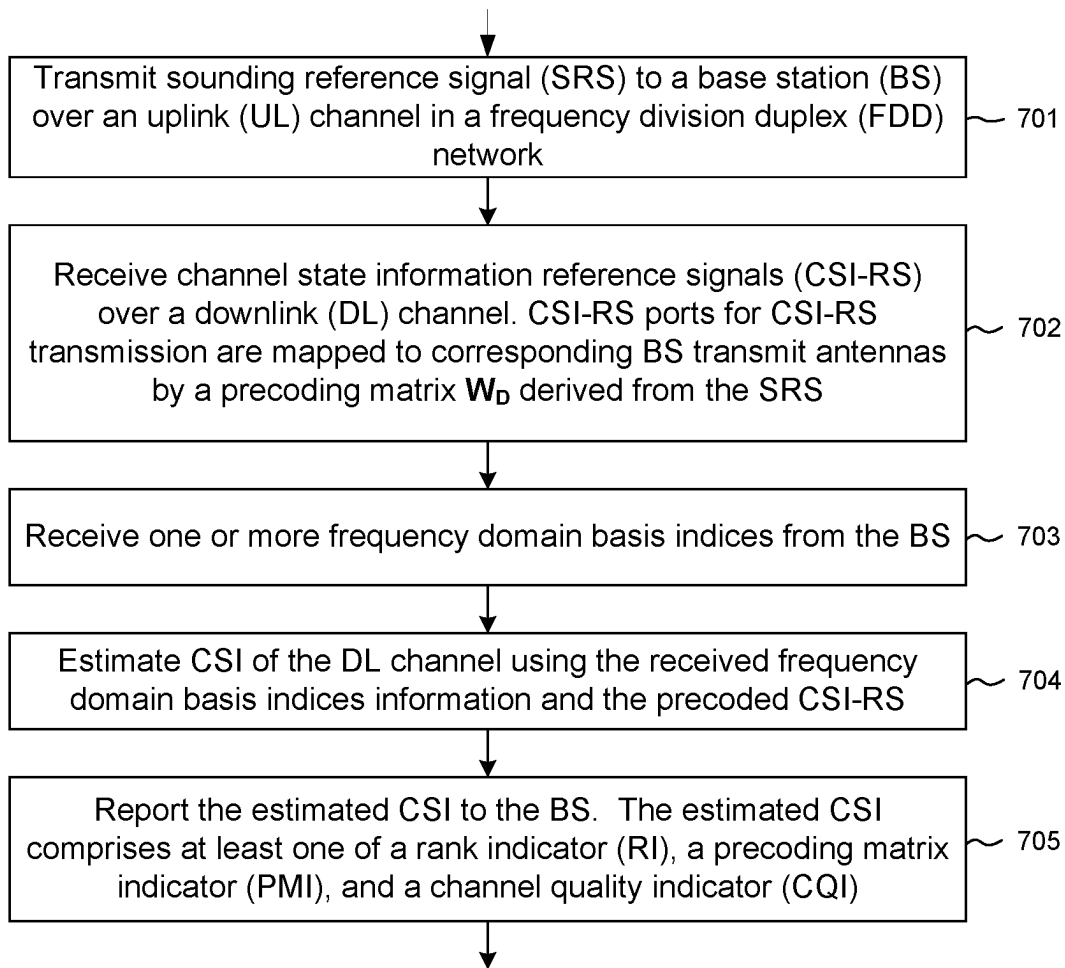 Transmit sounding reference signal (SRS) to a base station (BS)
over an uplink (UL) channel in a frequency division duplex (FDD)
network
701
Receive channel state information reference signals (CSI-RS)
over a downlink (DL) channel. CSI-RS ports for CSI-RS
transmission are mapped to corresponding BS transmit antennas
by a precoding matrix W_D derived from the SRS
702
Receive one or more frequency domain basis indices from the BS
703
Estimate CSI of the DL channel using the received frequency
domain basis indices information and the precoded CSI-RS
704
Report the estimated CSI to the BS.  The estimated CSI
comprises at least one of a rank indicator (RI), a precoding matrix
indicator (PMI), and a channel quality indicator (CQI)
705